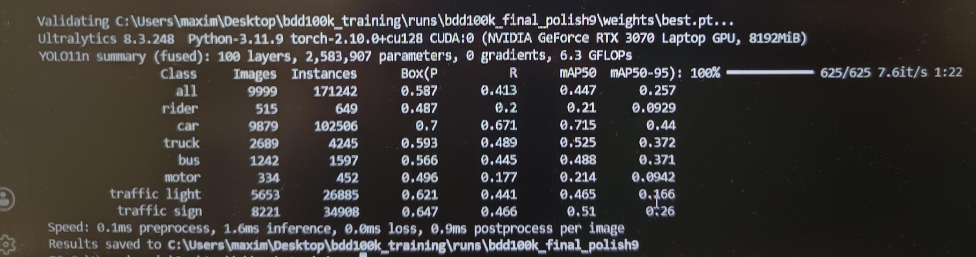 Validating C:\Users\maxim\Desktop\bdd100k_training\runs\bdd100k_final_polish9\weights\best.pt...
Ultralytics 8.3.248 Python-3.11.9 torch-2.10.0+cu128 CUDA:0 (NVIDIA GeForce RTX 3070 Laptop GPU, 8192MiB)
YOLO11n summary (fused): 100 layers, 2,583,907 parameters, 0 gradients, 6.3 GFLOPs
Class Images Instances Box(P R mAP50 mAP50-95): 100% 625/625 7.6it/s 1:22
all 9999 171242 0.587 0.413 0.447 0.257
rider 515 649 0.487 0.2 0.21 0.0929
car 9879 102506 0.7 0.671 0.715 0.44
truck 2689 4245 0.593 0.489 0.525 0.372
bus 1242 1597 0.566 0.445 0.488 0.371
motor 334 452 0.496 0.177 0.214 0.0942
traffic light 5653 26885 0.621 0.441 0.465 0.166
traffic sign 8221 34908 0.647 0.466 0.51 0.26
Speed: 0.1ms preprocess, 1.6ms inference, 0.0ms loss, 0.9ms postprocess per image
Results saved to C:\Users\maxim\Desktop\bdd100k_training\runs\bdd100k_final_polish9